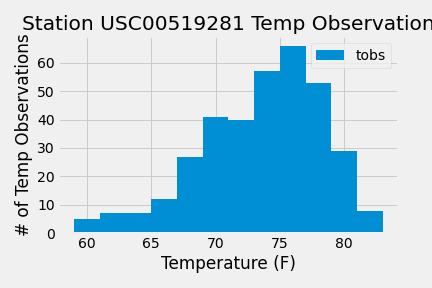 Station USC00519281 Temp Observation
tobs
# of Temp Observations
60
50
40
30
20
10
0
60 65 70 75 80
Temperature (F)